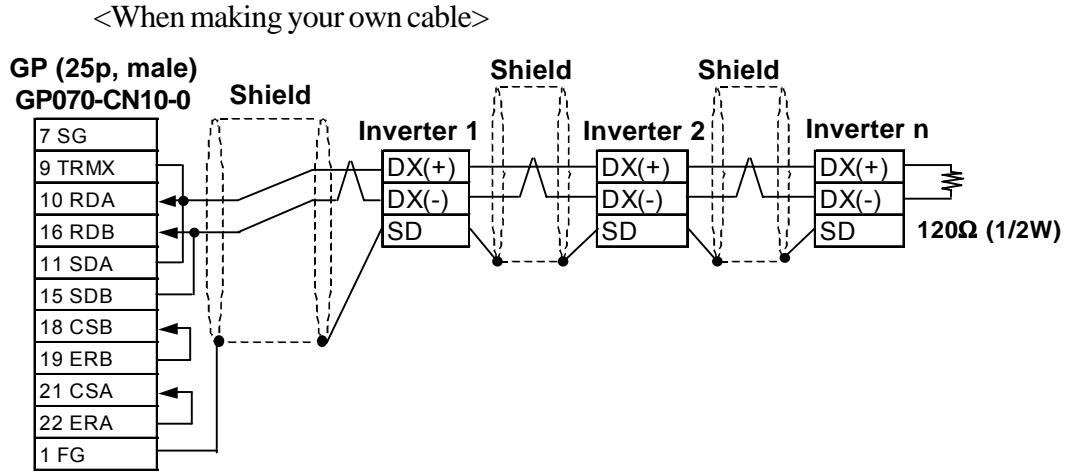 <When making your own cable>
GP (25p, male)
GP070-CN10-0
Shield
Shield
Shield
7 SG
9 TRMX
10 RDA
16 RDB
11 SDA
15 SDB
18 CSB
19 ERB
21 CSA
22 ERA
1 FG
Inverter 1
DX(+)
DX(-)
SD
Inverter 2
DX(+)
DX(-)
SD
Inverter n
DX(+)
DX(-)
SD
120Ω (1/2W)